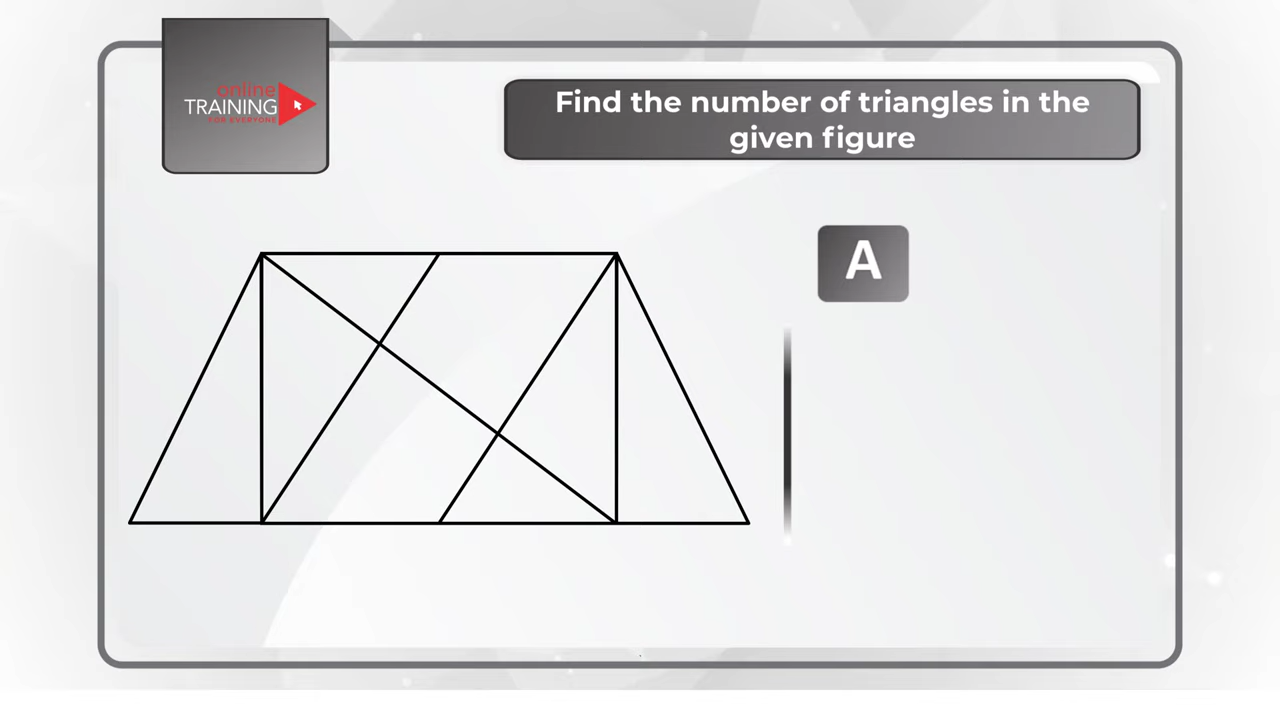 online
TRAINING
FOR EVERYONE
Find the number of triangles in the
given figure
A